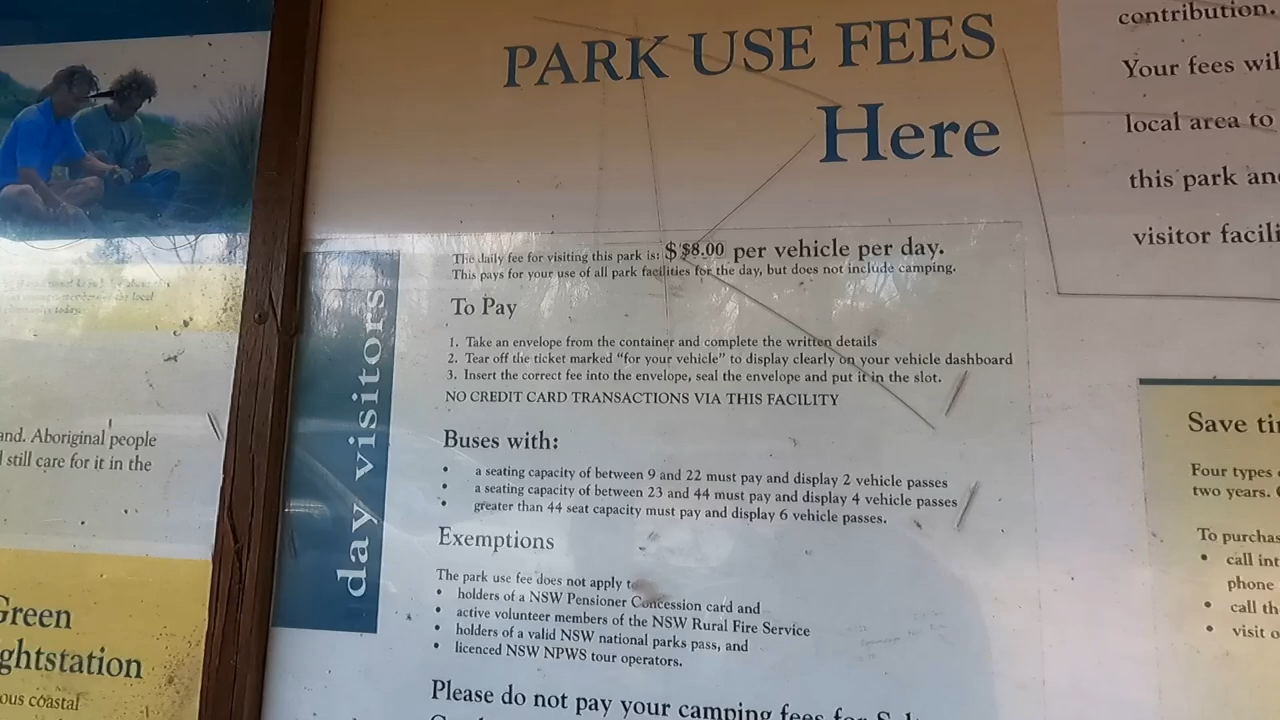 PARK USE FEES
Here
contribution.
Your fees wil
local area to
this park an
visitor facili
day visitors
The daily fee for visiting this park is: $ $8.00 per vehicle per day.
This pays for your use of all park facilities for the day, but does not include camping.
To Pay
1. Take an envelope from the container and complete the written details
2. Tear off the ticket marked “for your vehicle” to display clearly on your vehicle dashboard
3. Insert the correct fee into the envelope, seal the envelope and put it in the slot.
NO CREDIT CARD TRANSACTIONS VIA THIS FACILITY
Buses with:
• a seating capacity of between 9 and 22 must pay and display 2 vehicle passes
• a seating capacity of between 23 and 44 must pay and display 4 vehicle passes
• greater than 44 seat capacity must pay and display 6 vehicle passes.
Exemptions
The park use fee does not apply to
• holders of a NSW Pensioner Concession card and
• active volunteer members of the NSW Rural Fire Service
• holders of a valid NSW national parks pass, and
• licenced NSW NPWS tour operators.
Please do not pay your camping fees for
the local
today.
and. Aboriginal people
still care for it in the
Green
ghtstation
ous coastal
Save ti
Four types
two years.
To purchas
• call int
phone
• call th
• visit o